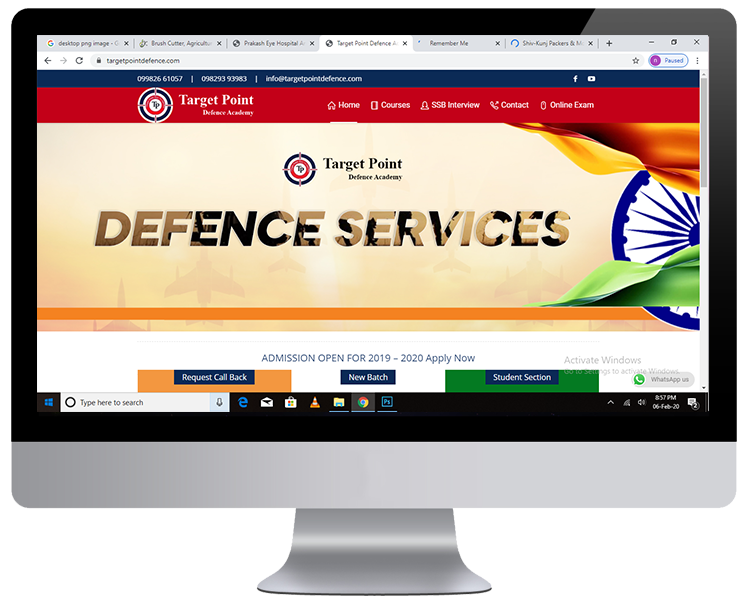 desktop png image - G
Brush Cutter, Agricultu
Prakash Eye Hospital A
Target Point Defence A
Remember Me
Shiv-Kunj Packers & M
targetpointdefence.com
Paused
099826 61057 | 098293 93983 | info@targetpointdefence.com
TP
Target Point
Defence Academy
Home
Courses
SSB Interview
Contact
Online Exam
TP
Target Point
Defence Academy
DEFENCE SERVICES
ADMISSION OPEN FOR 2019 – 2020 Apply Now
Request Call Back
New Batch
Student Section
Activate Windows
Go to Settings to activate Windows.
WhatsApp us
Type here to search
Ps
8:57 PM
06-Feb-20
2